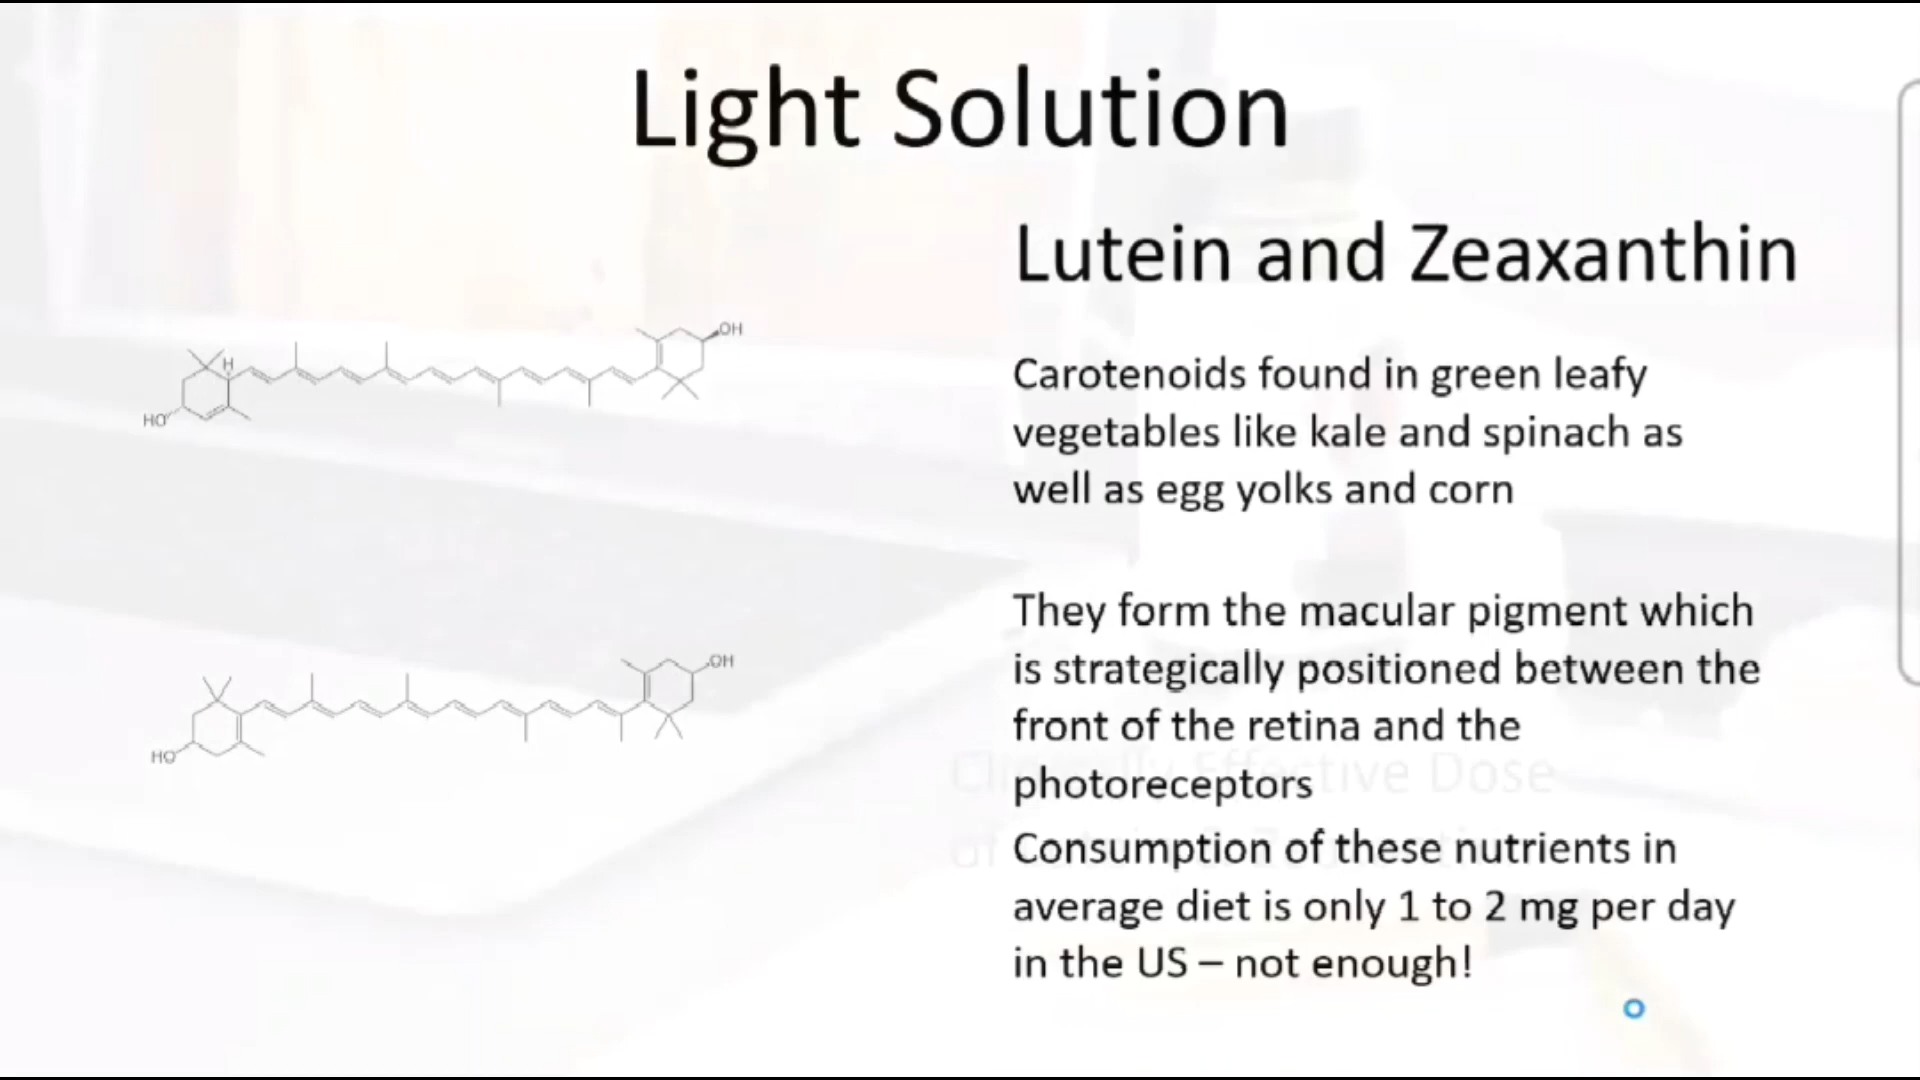 Light Solution
Lutein and Zeaxanthin
Carotenoids found in green leafy
vegetables like kale and spinach as
well as egg yolks and corn
They form the macular pigment which
is strategically positioned between the
front of the retina and the
photoreceptors
Consumption of these nutrients in
average diet is only 1 to 2 mg per day
in the US – not enough!
OH
H
HO
OH
HO
Effective Dose